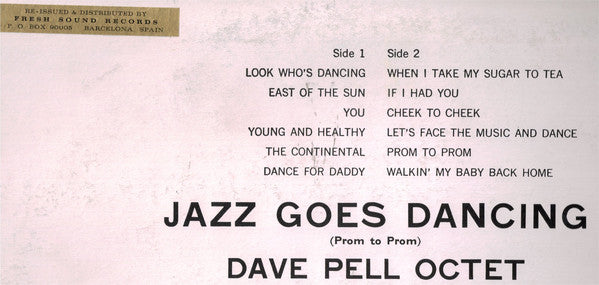 RE-ISSUED & DISTRIBUTED BY
FRESH SOUND RECORDS
P. O. BOX 90005 BARCELONA, SPAIN
Side 1 Side 2
LOOK WHO'S DANCING WHEN I TAKE MY SUGAR TO TEA
EAST OF THE SUN IF I HAD YOU
YOU CHEEK TO CHEEK
YOUNG AND HEALTHY LET'S FACE THE MUSIC AND DANCE
THE CONTINENTAL PROM TO PROM
DANCE FOR DADDY WALKIN' MY BABY BACK HOME
JAZZ GOES DANCING
(Prom to Prom)
DAVE PELL OCTET